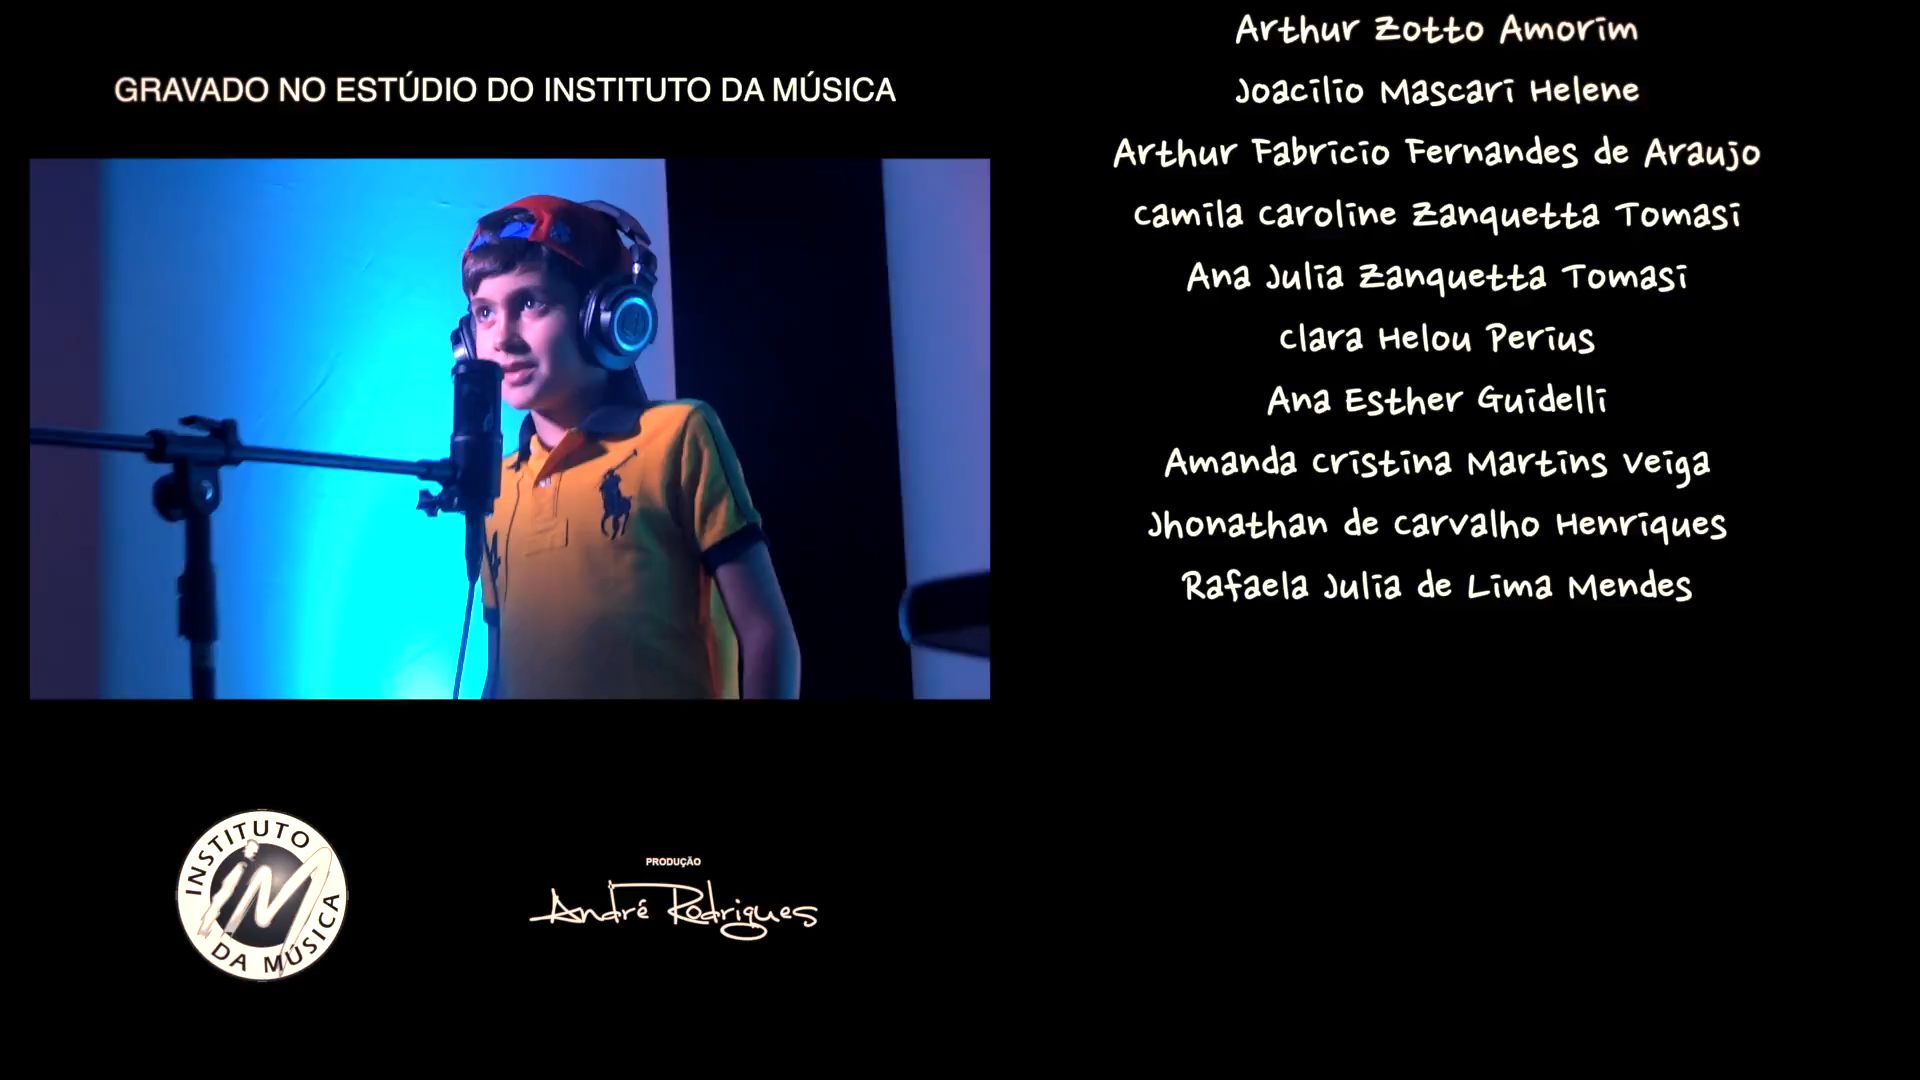 GRAVADO NO ESTÚDIO DO INSTITUTO DA MÚSICA
Arthur Zotto Amorim
Joacilio Mascari Helene
Arthur Fabricio Fernandes de Araujo
Camila Caroline Zanquetta Tomasi
Ana Julia Zanquetta Tomasi
Clara Helou Perius
Ana Esther Guidelli
Amanda Cristina Martins Veiga
Jhonathan de Carvalho Henriques
Rafaela Julia de Lima Mendes
INSTITUTO
iM
DA MÚSICA
PRODUÇÃO
André Rodrigues